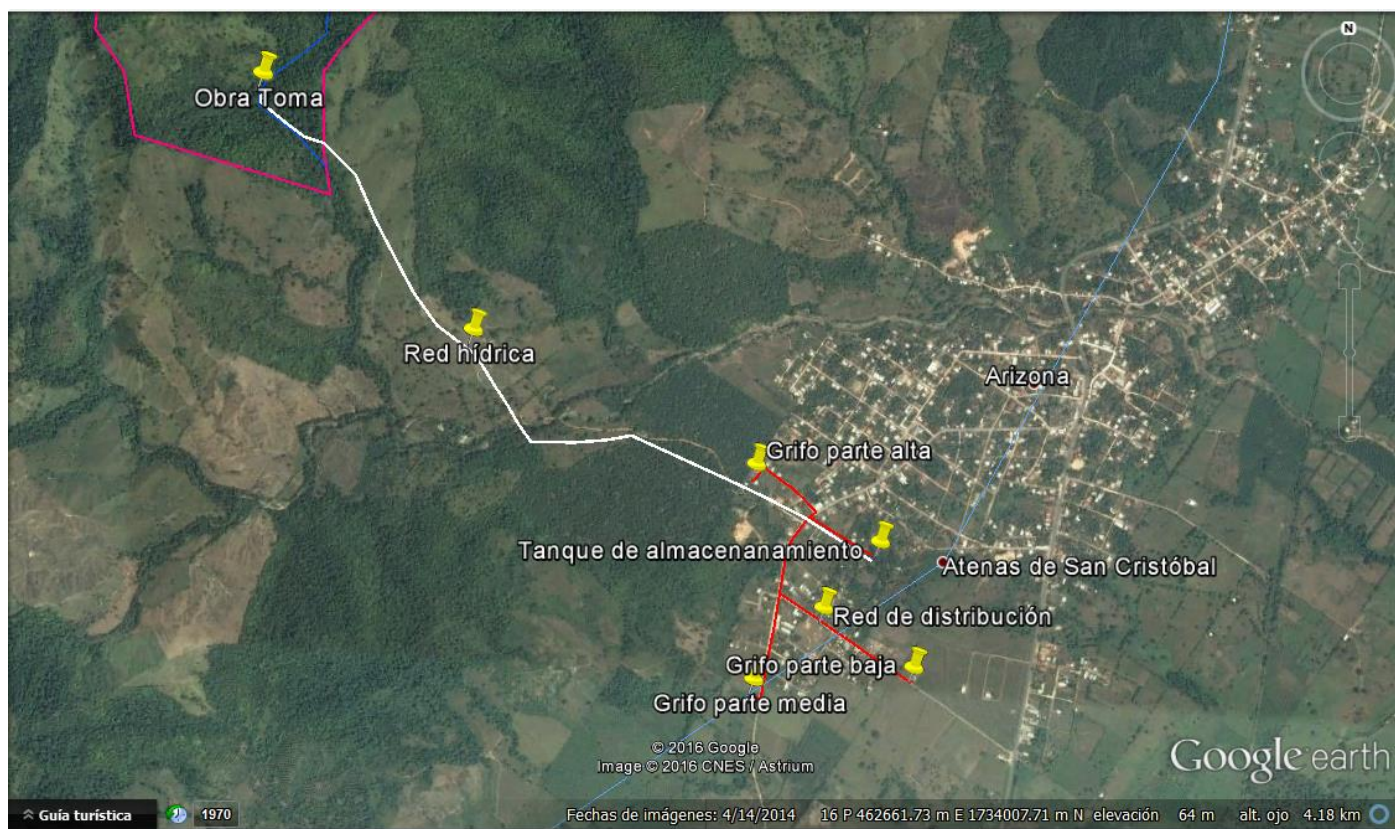 N
Obra Toma
Red hídrica
Arizona
Grifo parte alta
Tanque de almacenanamiento
Atenas de San Cristóbal
Red de distribución
Grifo parte baja
Grifo parte media
© 2016 Google
Image © 2016 CNES / Astrium
Google earth
Guía turística
1970
Fechas de imágenes: 4/14/2014 16 P 462661.73 m E 1734007.71 m N elevación 64 m alt. ojo 4.18 km